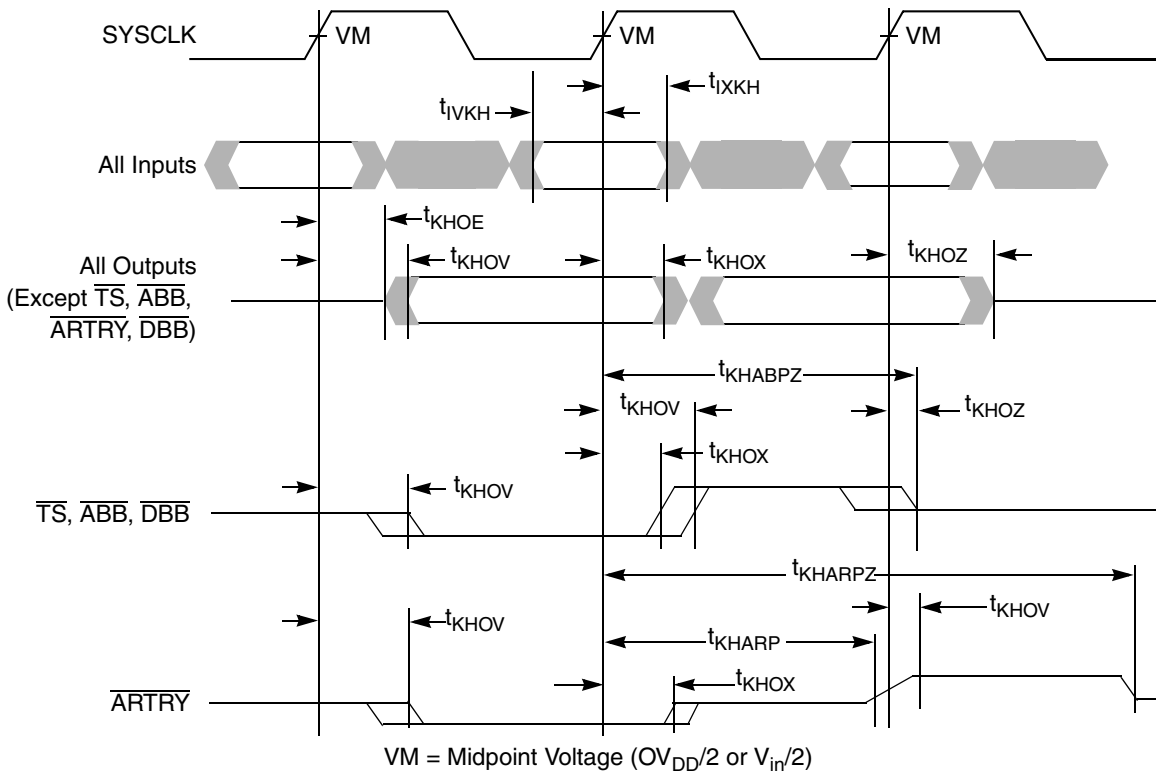 SYSCLK
VM
VM
VM
tIXKH
tIVKH
All Inputs
tKHOE
All Outputs
(Except TS, ABB,
ARTRY, DBB)
tKHOV
tKHOX
tKHOZ
tKHABPZ
tKHOV
tKHOZ
tKHOX
tKHOV
TS, ABB, DBB
tKHARPZ
tKHOV
tKHOV
tKHARP
tKHOX
ARTRY
VM = Midpoint Voltage (OVDD/2 or Vin/2)